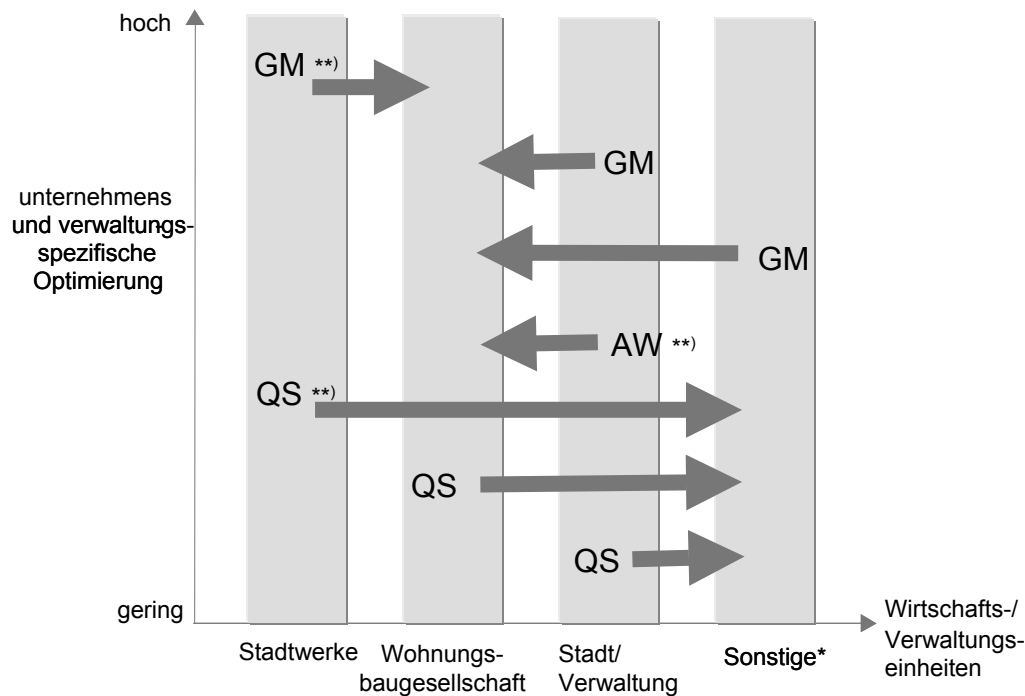 hoch
GM **)
GM
unternehmens-
und verwaltungs-
spezifische
Optimierung
GM
AW **)
QS **)
QS
QS
gering
Wirtschafts-/
Verwaltungs-
einheiten
Stadtwerke
Wohnungs-
baugesellschaft
Stadt/
Verwaltung
Sonstige*